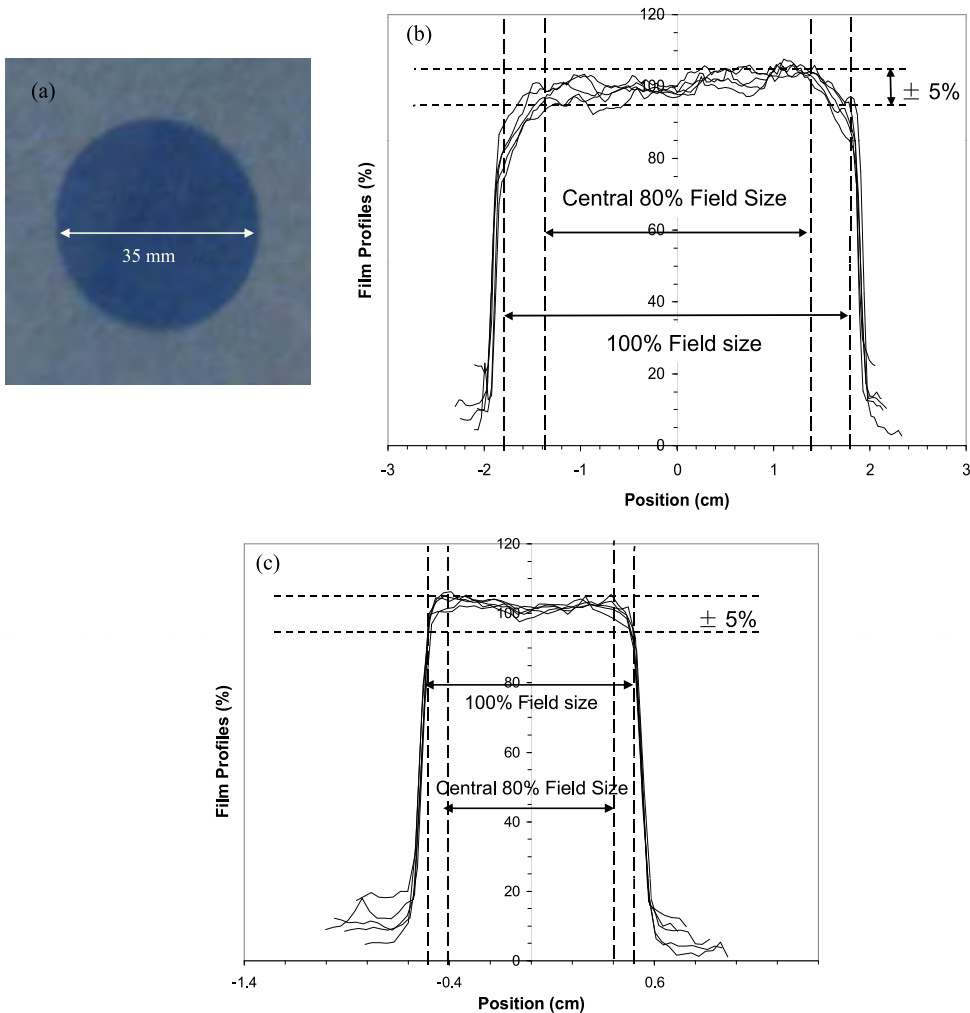 (a)
35 mm
(b)
120
100
80
60
40
20
0
-3
-2
-1
0
1
2
3
Film Profiles (%)
Position (cm)
± 5%
Central 80% Field Size
100% Field size
(c)
120
100
80
60
40
20
0
-1.4
-0.4
0.6
Film Profiles (%)
Position (cm)
± 5%
100% Field size
Central 80% Field Size